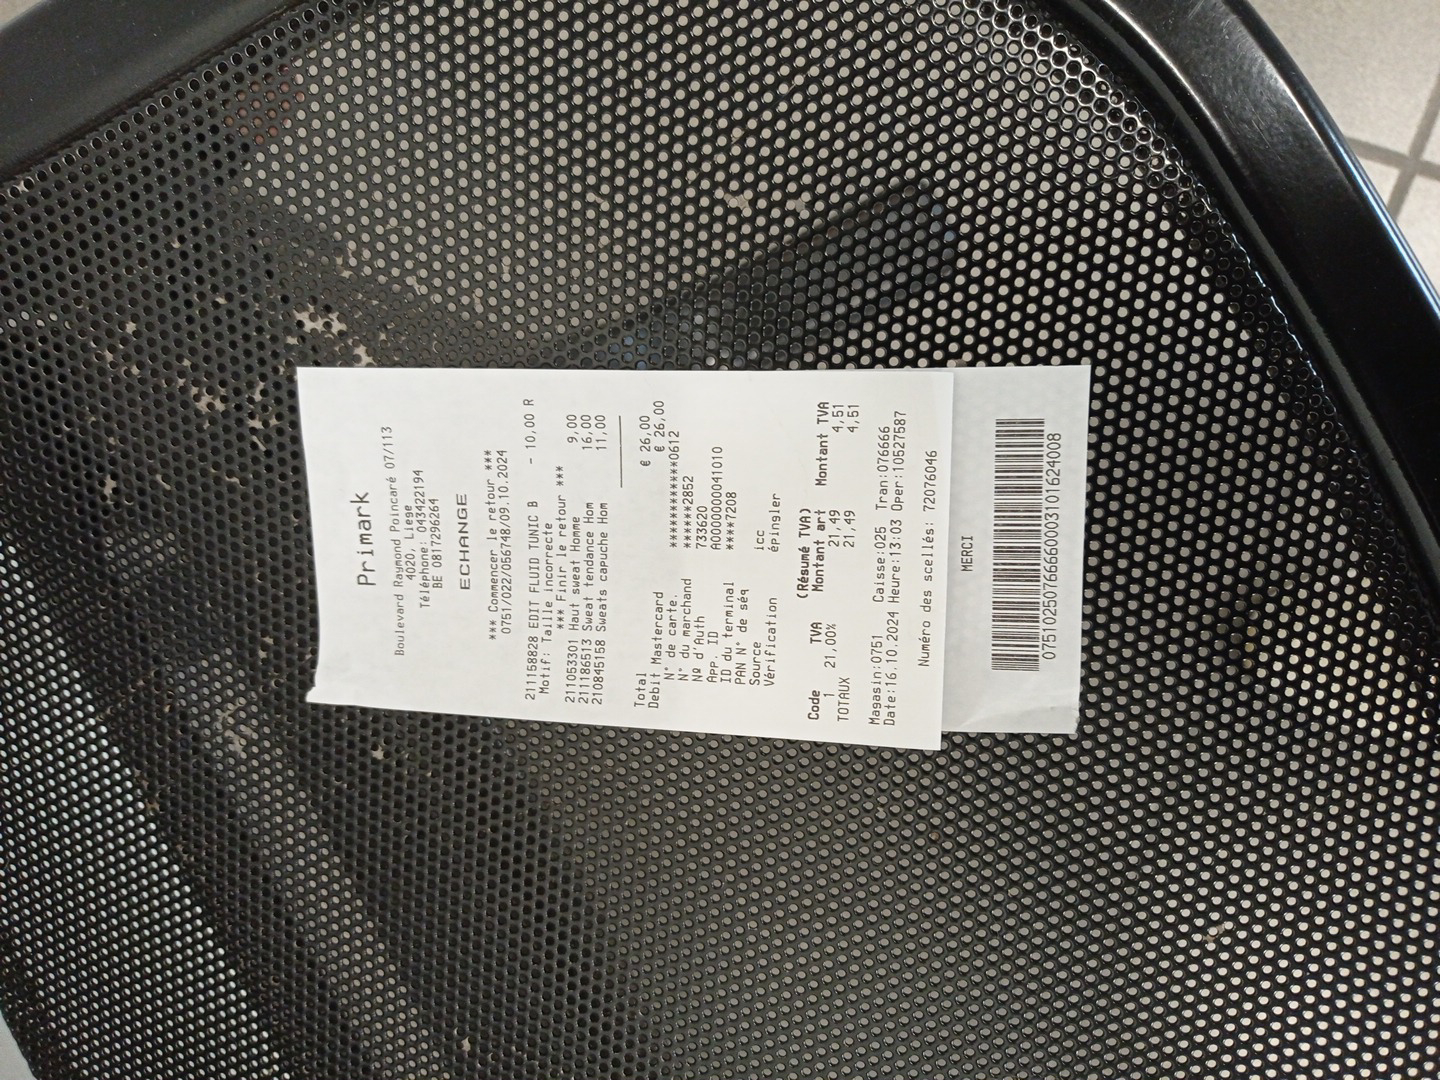 Primark
Boulevard Raymond Poincaré 07/113
4020, Liege
Téléphone: 043422194
BE 0817296264
ECHANGE
*** Commencer le retour ***
0751/022/056748/09.10.2024
211158828 EDIT FLUID TUNIC B - 10,00 R
Motif: Taille incorrecte
*** Finir le retour ***
211053301 Haut sweat Homme 9,00
211186513 Sweat tendance Hom 16,00
210845158 Sweats capuche Hom 11,00
Total € 26,00
Debit Mastercard € 26,00
N° de carte. ************0612
N° du marchand ******2852
Nº d'Auth 733620
App. ID A0000000041010
ID du terminal ****7208
PAN N° de séq
Source icc
Vérification épingler
(Résumé TVA)
Code TVA Montant art Montant TVA
1 21,00% 21,49 4,51
TOTAUX 21,49 4,51
Magasin:0751 Caisse:025 Tran:076666
Date:16.10.2024 Heure:13:03 Oper:10527587
Numéro des scellés: 72076046
MERCI
07510250766660003101624008